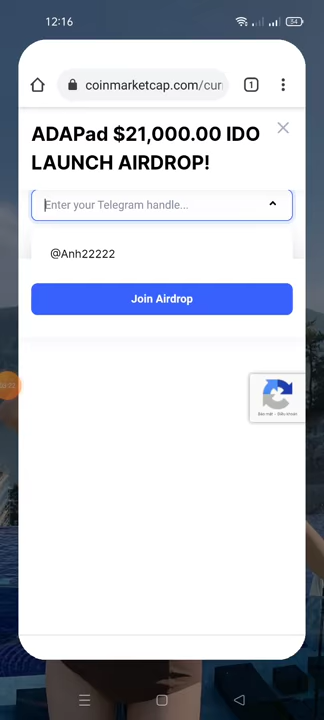 12:16
54
coinmarketcap.com/cur
1
ADAPad $21,000.00 IDO
LAUNCH AIRDROP!
Enter your Telegram handle...
@Anh22222
Join Airdrop